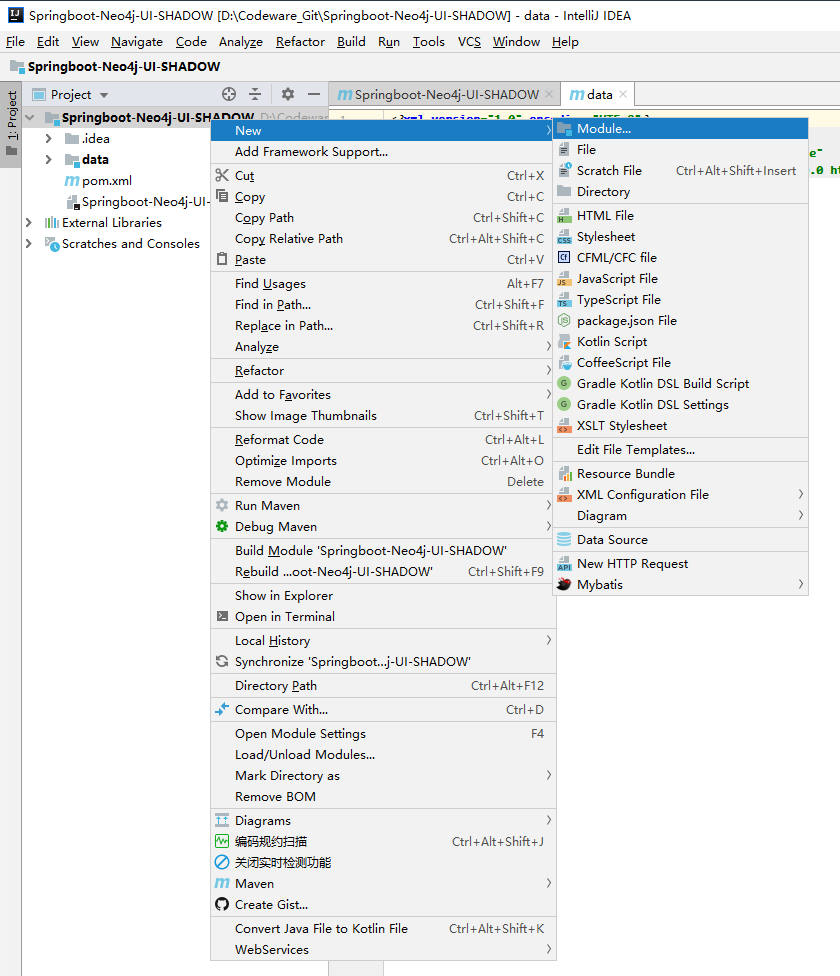 Springboot-Neo4j-UI-SHADOW [D:\Codeware_Git\Springboot-Neo4j-UI-SHADOW] - data - IntelliJ IDEA
File Edit View Navigate Code Analyze Refactor Build Run Tools VCS Window Help
Springboot-Neo4j-UI-SHADOW
1: Project
Project
Springboot-Neo4j-UI-SHADOW D:\Codewar
.idea
data
pom.xml
Springboot-Neo4j-UI-
External Libraries
Scratches and Consoles
Springboot-Neo4j-UI-SHADOW
data
New
Add Framework Support...
Cut Ctrl+X
Copy Ctrl+C
Copy Path Ctrl+Shift+C
Copy Relative Path Ctrl+Alt+Shift+C
Paste Ctrl+V
Find Usages Alt+F7
Find in Path... Ctrl+Shift+F
Replace in Path... Ctrl+Shift+R
Analyze
Refactor
Add to Favorites
Show Image Thumbnails Ctrl+Shift+T
Reformat Code Ctrl+Alt+L
Optimize Imports Ctrl+Alt+O
Remove Module Delete
Run Maven
Debug Maven
Build Module 'Springboot-Neo4j-UI-SHADOW'
Rebuild ...oot-Neo4j-UI-SHADOW' Ctrl+Shift+F9
Show in Explorer
Open in Terminal
Local History
Synchronize 'Springboot...j-UI-SHADOW'
Directory Path Ctrl+Alt+F12
Compare With... Ctrl+D
Open Module Settings F4
Load/Unload Modules...
Mark Directory as
Remove BOM
Diagrams
编码规约扫描 Ctrl+Alt+Shift+J
关闭实时检测功能
Maven
Create Gist...
Convert Java File to Kotlin File Ctrl+Alt+Shift+K
WebServices
Module...
File
Scratch File Ctrl+Alt+Shift+Insert
Directory
HTML File
Stylesheet
CFML/CFC file
JavaScript File
TypeScript File
package.json File
Kotlin Script
CoffeeScript File
Gradle Kotlin DSL Build Script
Gradle Kotlin DSL Settings
XSLT Stylesheet
Edit File Templates...
Resource Bundle
XML Configuration File
Diagram
Data Source
New HTTP Request
Mybatis